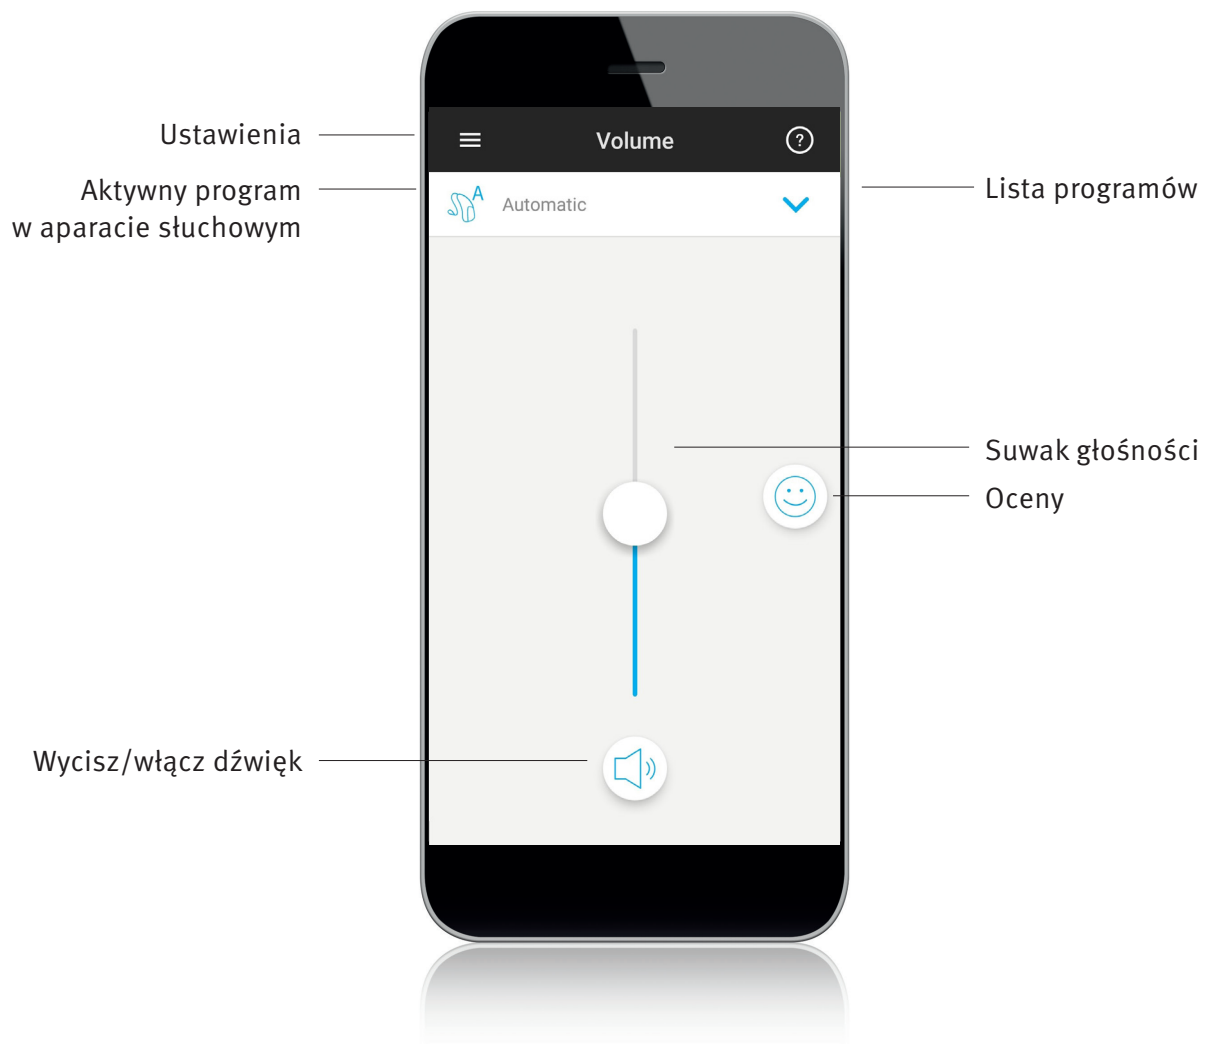 Ustawienia
Volume
?
Aktywny program
w aparacie słuchowym
A
Automatic
Lista programów
Suwak głośności
Oceny
Wycisz/włącz dźwięk